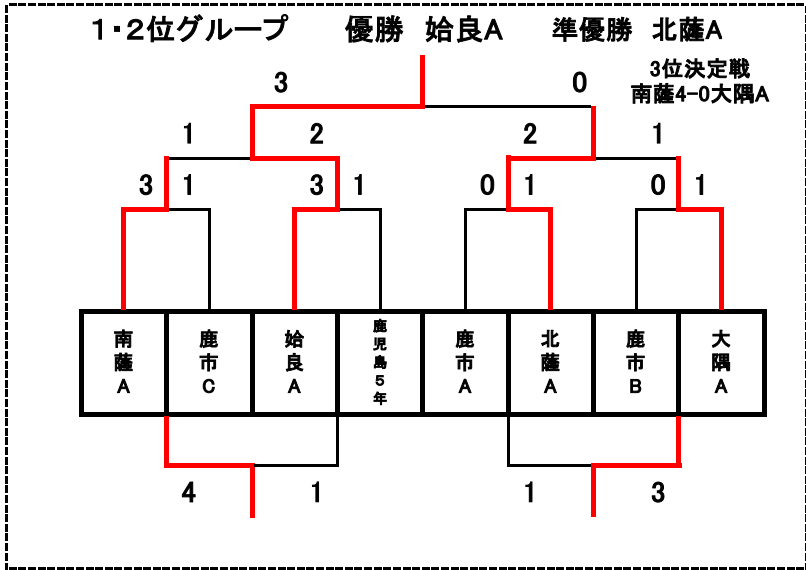 1・2位グループ 優勝 姶良A 準優勝 北薩A
3位決定戦
南薩4-0大隅A
3 0
1 2 2 1
3 1 3 1 0 1 0 1
南薩A 鹿市C 姶良A 鹿児島5年 鹿市A 北薩A 鹿市B 大隅A
4 1 1 3